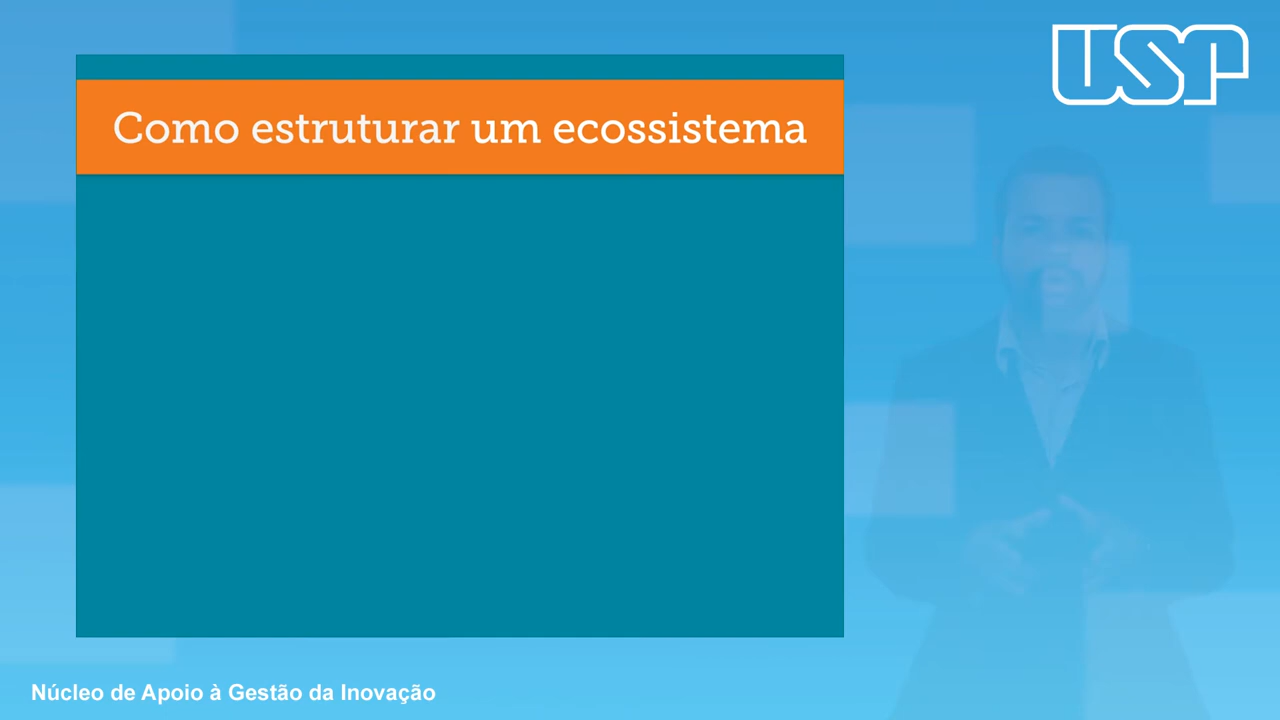 USP
Como estruturar um ecossistema
Núcleo de Apoio à Gestão da Inovação